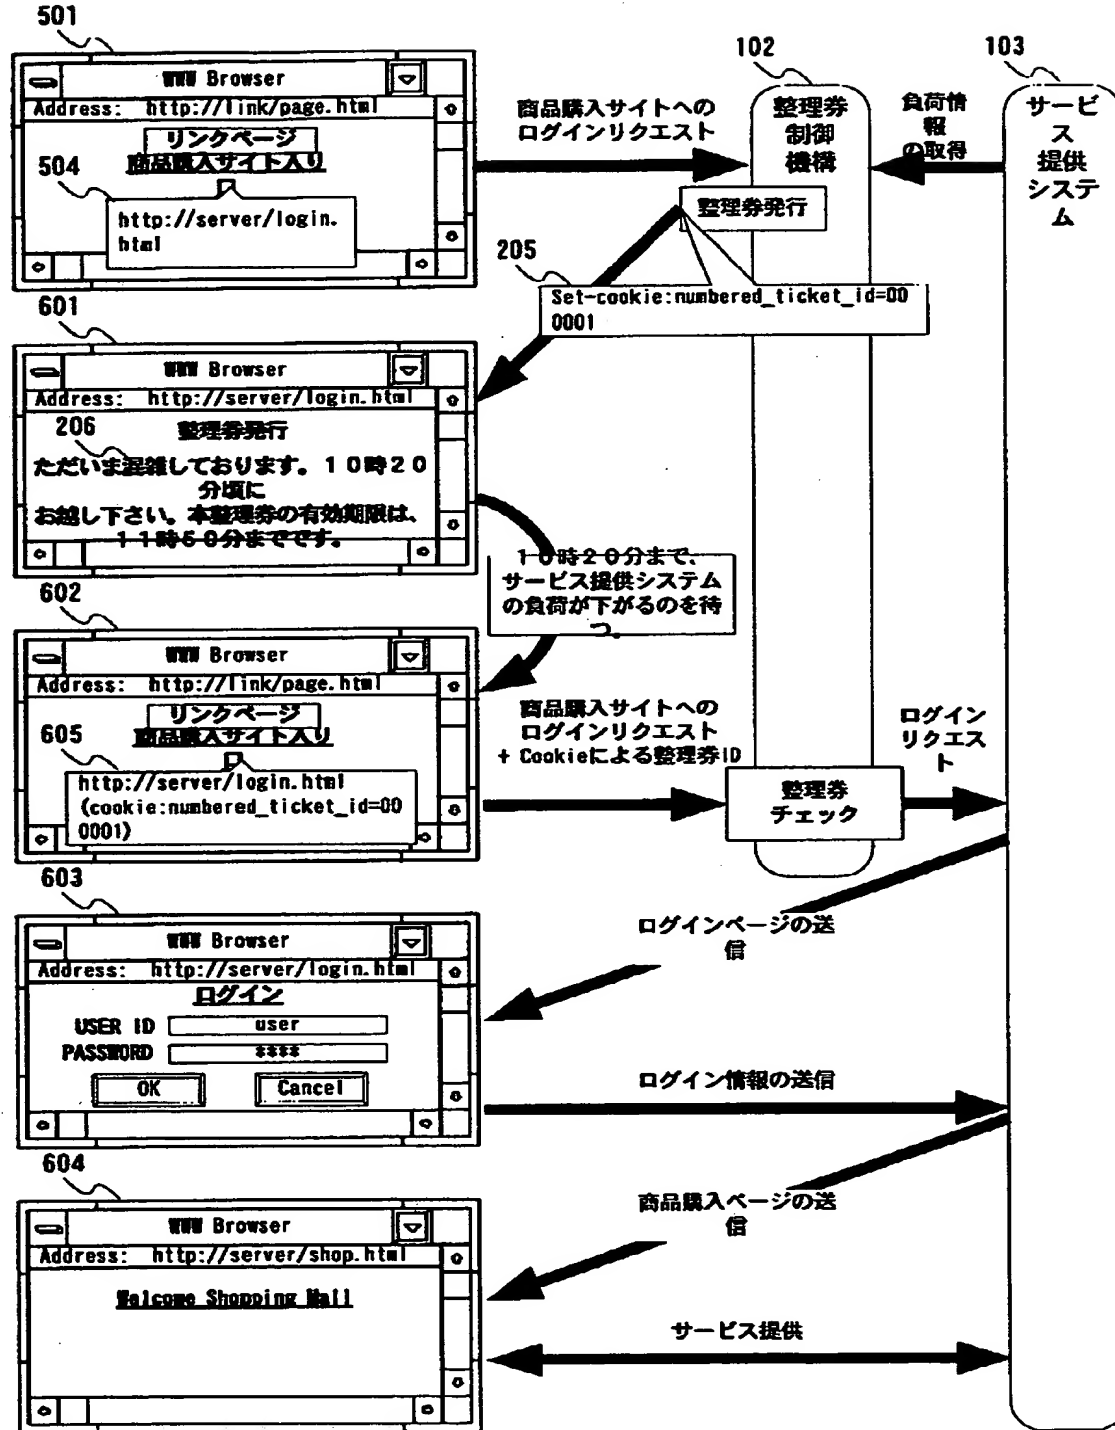 501
WWW Browser
Address: http://link/page.html
リンクページ
商品購入サイト入り
504
http://server/login.
html
商品購入サイトへの
ログインリクエスト
102
整理券
制御
機構
負荷情
報
の取得
103
サービ
ス
提供
システ
ム
整理券発行
205
Set-cookie:numbered_ticket_id=00
0001
601
WWW Browser
Address: http://server/login.html
206
整理券発行
ただいま混雑しております。10時20
分頃に
お越し下さい。本整理券の有効期限は、
11時50分までです。
10時20分まで、
サービス提供システム
の負荷が下がるのを待
つ。
602
WWW Browser
Address: http://link/page.html
リンクページ
商品購入サイト入り
605
http://server/login.html
(cookie:numbered_ticket_id=00
0001)
商品購入サイトへの
ログインリクエスト
+ Cookieによる整理券ID
整理券
チェック
ログイン
リクエス
ト
603
WWW Browser
Address: http://server/login.html
ログイン
USER ID user
PASSWORD ****
OK Cancel
ログインページの送
信
ログイン情報の送信
604
WWW Browser
Address: http://server/shop.html
Welcome Shopping Mall
商品購入ページの送
信
サービス提供